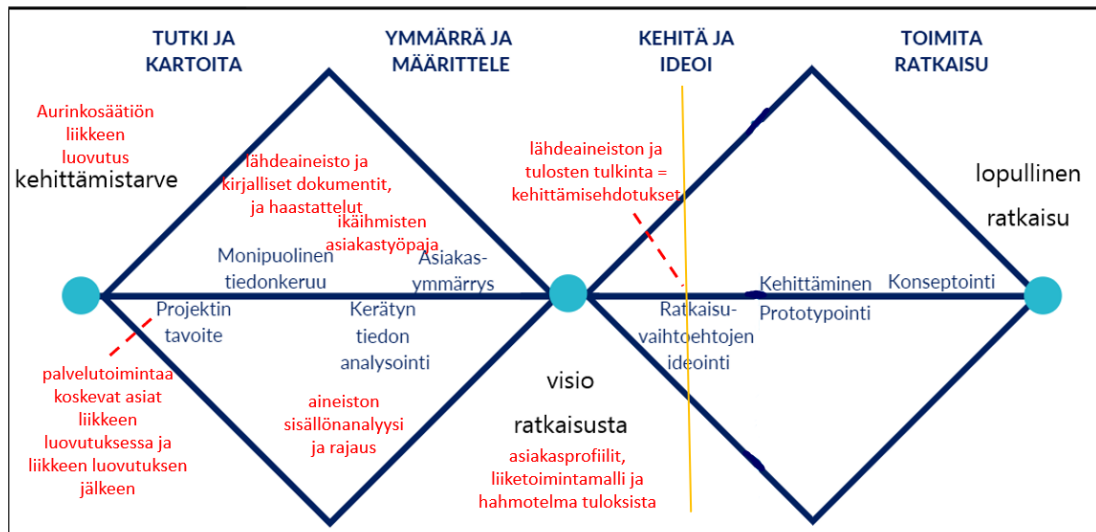 TUTKI JA
KARTOITA
YMMÄRRÄ JA
MÄÄRITTELE
KEHITÄ JA
IDEOI
TOIMITA
RATKAISU
Aurinkosäätiön
liikkeen
luovutus
kehittämistarve
lähdeaineisto ja
kirjalliset dokumentit,
ja haastattelut
ikäihmisten
asiakastyöpaja
lähdeaineiston ja
tulosten tulkinta =
kehittämisehdotukset
lopullinen
ratkaisu
Monipuolinen
tiedonkeruu
Asiakas-
ymmärrys
Kehittäminen
Konseptointi
Projektin
tavoite
Kerätyn
tiedon
analysointi
Ratkaisu-
vaihtoehtojen
ideointi
Prototypointi
palvelutoimintaa
koskevat asiat
liikkeen
luovutuksessa ja
liikkeen luovutuksen
jälkeen
aineiston
sisällönanalyysi
ja rajaus
visio
ratkaisusta
asiakasprofiilit,
liiketoimintamalli ja
hahmotelma tuloksista